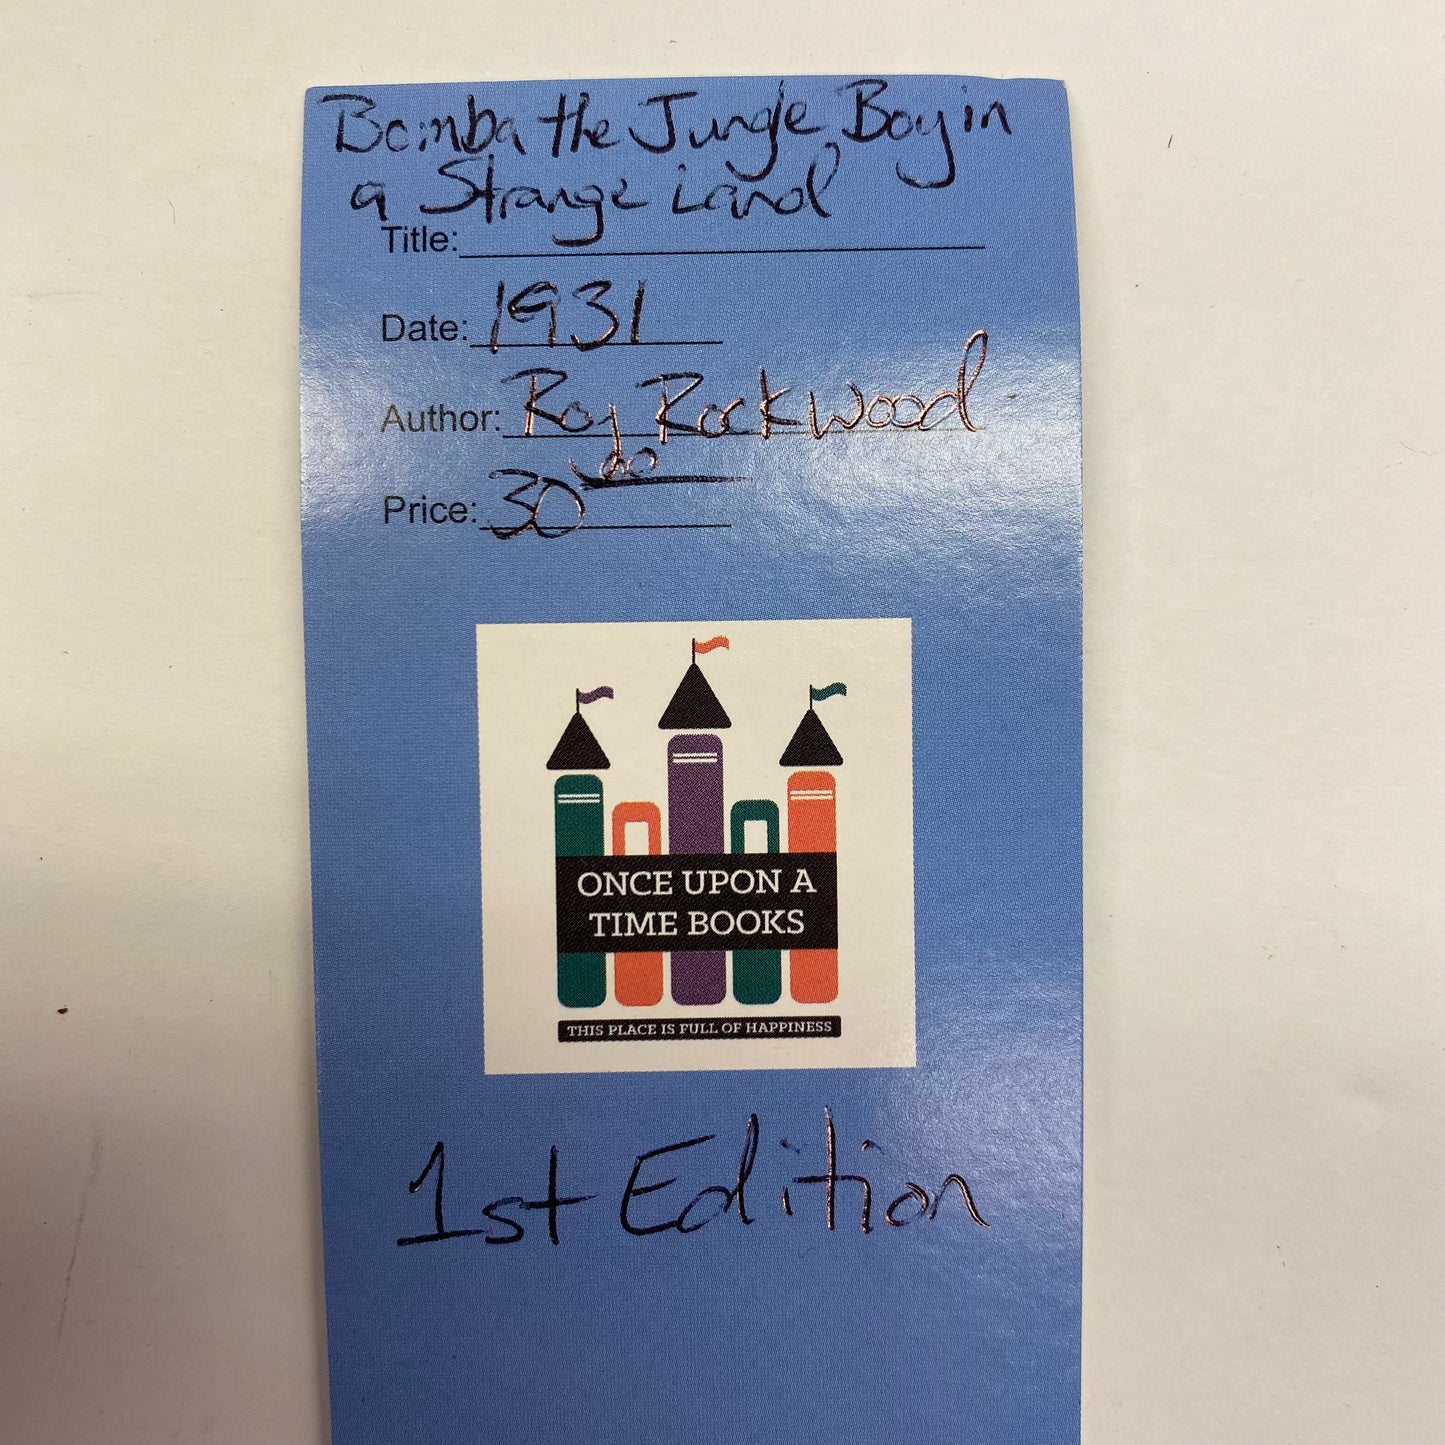 Bomba the Jungle Boy in
a Strange Land
Title:
Date: 1931
Author: Roy Rockwood
Price: 30.00
ONCE UPON A
TIME BOOKS
THIS PLACE IS FULL OF HAPPINESS
1st Edition